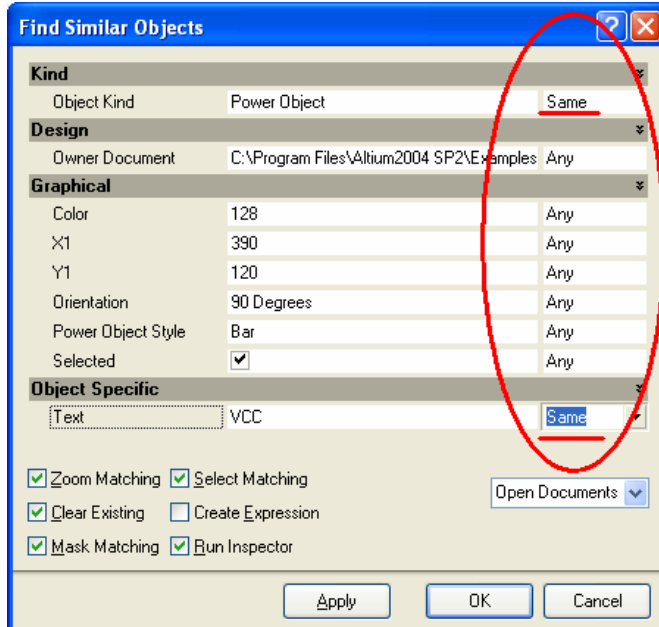 Find Similar Objects
Kind
Object Kind Power Object Same
Design
Owner Document C:\Program Files\Altium2004 SP2\Examples Any
Graphical
Color 128 Any
X1 390 Any
Y1 120 Any
Orientation 90 Degrees Any
Power Object Style Bar Any
Selected Any
Object Specific
Text VCC Same
Zoom Matching Select Matching
Open Documents
Clear Existing Create Expression
Mask Matching Run Inspector
Apply OK Cancel